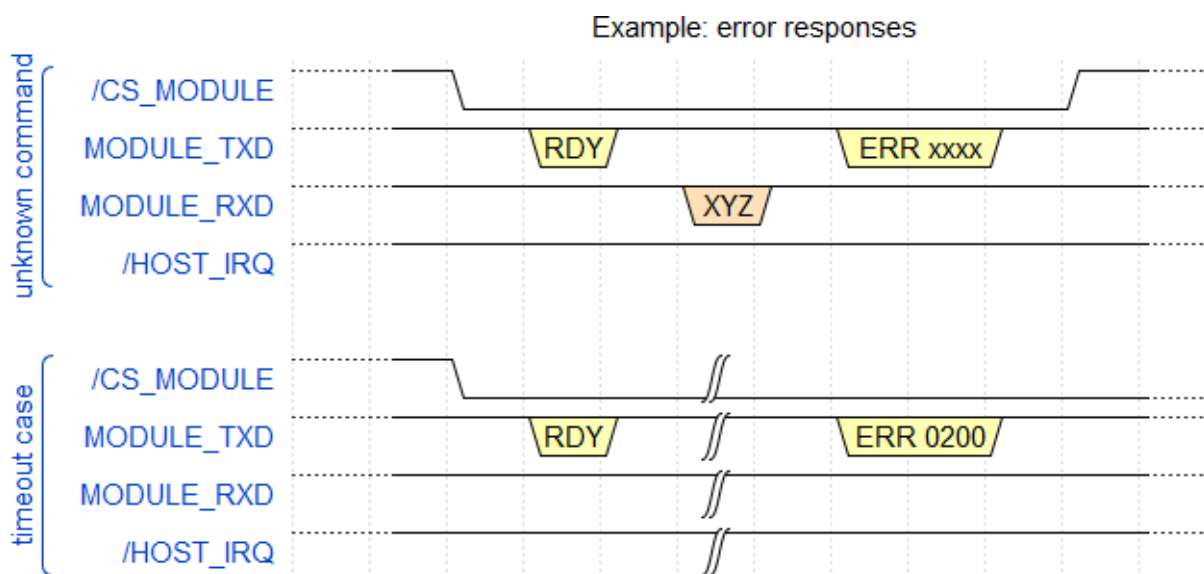 Example: error responses
unknown command
/CS_MODULE
MODULE_TXD RDY ERR xxxx
MODULE_RXD XYZ
/HOST_IRQ
timeout case
/CS_MODULE
MODULE_TXD RDY ERR 0200
MODULE_RXD
/HOST_IRQ